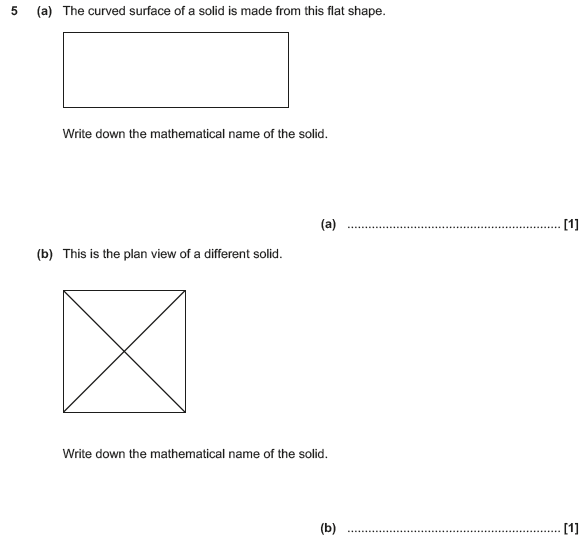 5 (a) The curved surface of a solid is made from this flat shape.
Write down the mathematical name of the solid.
(a) ............................................................. [1]
(b) This is the plan view of a different solid.
Write down the mathematical name of the solid.
(b) ............................................................. [1]